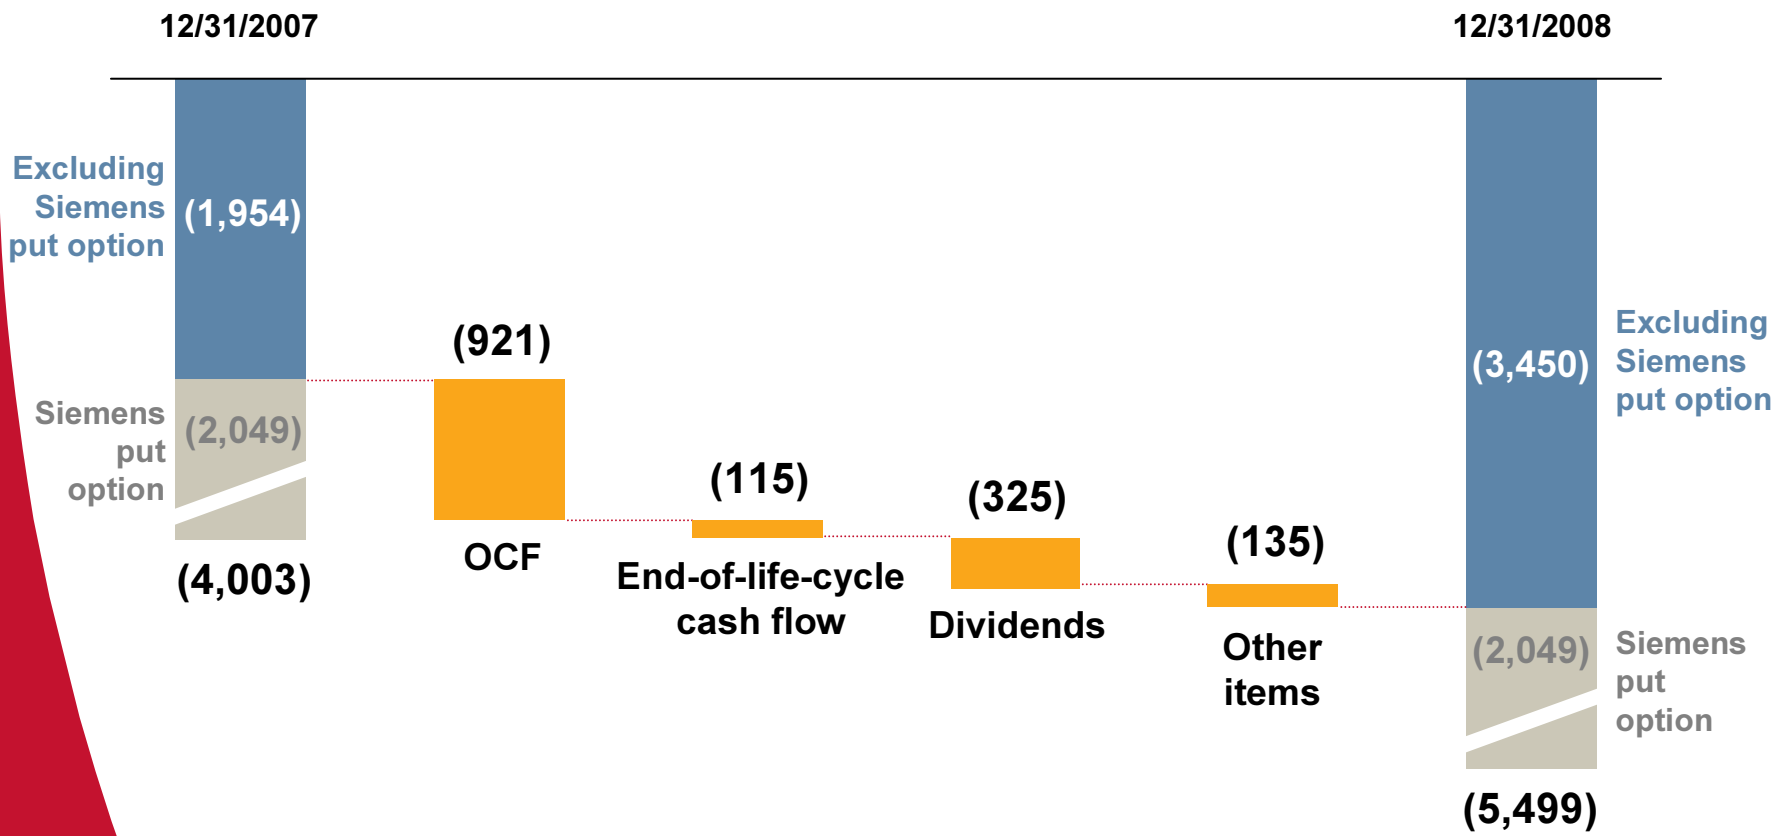 12/31/2007
12/31/2008
Excluding
Siemens
put option
(1,954)
Siemens
put
option
(2,049)
(4,003)
(921)
OCF
(115)
End-of-life-cycle
cash flow
(325)
Dividends
(135)
Other
items
(3,450)
Excluding
Siemens
put option
(2,049)
Siemens
put
option
(5,499)